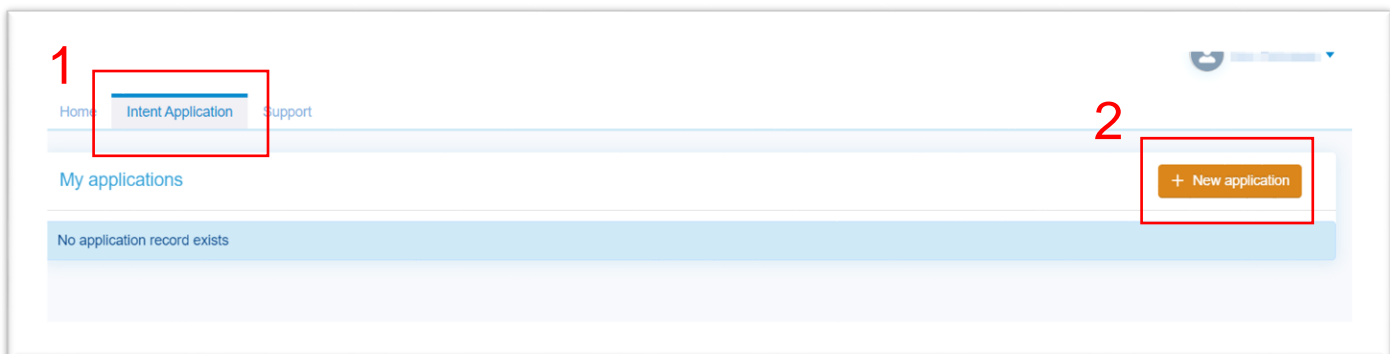 1
Home Intent Application Support
2
My applications
+ New application
No application record exists